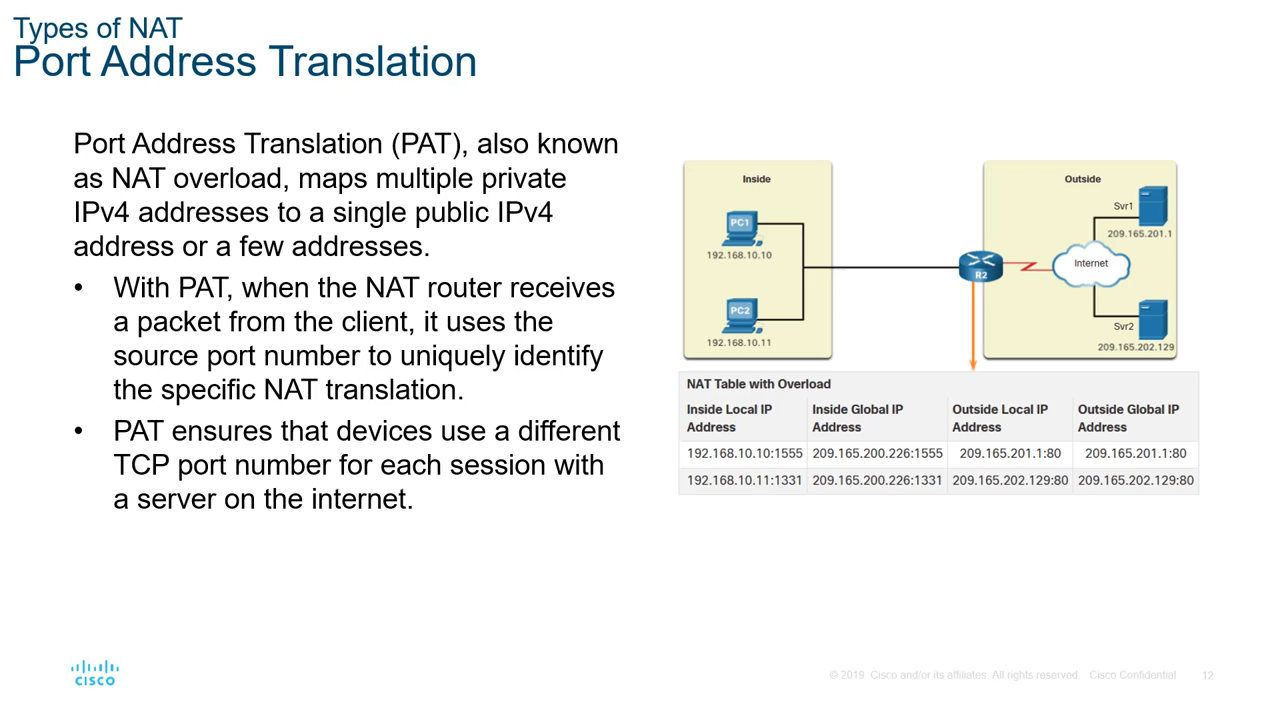 Types of NAT
Port Address Translation
Port Address Translation (PAT), also known
as NAT overload, maps multiple private
IPv4 addresses to a single public IPv4
address or a few addresses.
• With PAT, when the NAT router receives
a packet from the client, it uses the
source port number to uniquely identify
the specific NAT translation.
• PAT ensures that devices use a different
TCP port number for each session with
a server on the internet.
Inside
PC1
192.168.10.10
PC2
192.168.10.11
R2
Outside
Svr1
209.165.201.1
Internet
Svr2
209.165.202.129
NAT Table with Overload
Inside Local IP Address
Inside Global IP Address
Outside Local IP Address
Outside Global IP Address
192.168.10.10:1555 209.165.200.226:1555 209.165.201.1:80 209.165.201.1:80
192.168.10.11:1331 209.165.200.226:1331 209.165.202.129:80 209.165.202.129:80
CISCO
© 2019 Cisco and/or its affiliates. All rights reserved. Cisco Confidential 12